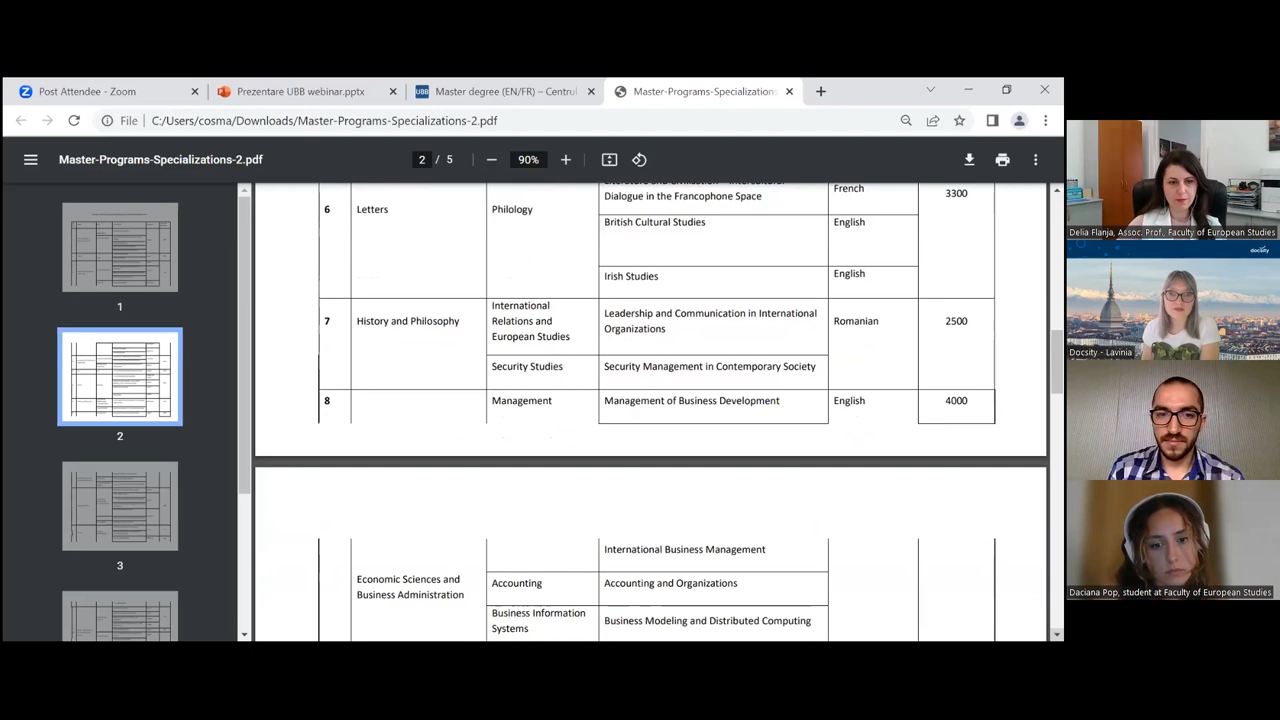 Post Attendee - Zoom
Prezentare UBB webinar.pptx
UBB
Master degree (EN/FR) – Centrul
Master-Programs-Specializations
File
C:/Users/cosma/Downloads/Master-Programs-Specializations-2.pdf
Master-Programs-Specializations-2.pdf
2 / 5
90%
1
2
3
6
Letters
Philology
Literature and Civilisation – Intercultural
Dialogue in the Francophone Space
French
3300
British Cultural Studies
English
Irish Studies
English
7
History and Philosophy
International
Relations and
European Studies
Leadership and Communication in International
Organizations
Romanian
2500
Security Studies
Security Management in Contemporary Society
8
Management
Management of Business Development
English
4000
International Business Management
Economic Sciences and
Business Administration
Accounting
Accounting and Organizations
Business Information
Systems
Business Modeling and Distributed Computing
Delia Flanja, Assoc. Prof., Faculty of European Studies
docsity
Docsity - Lavinia
Daciana Pop, student at Faculty of European Studies